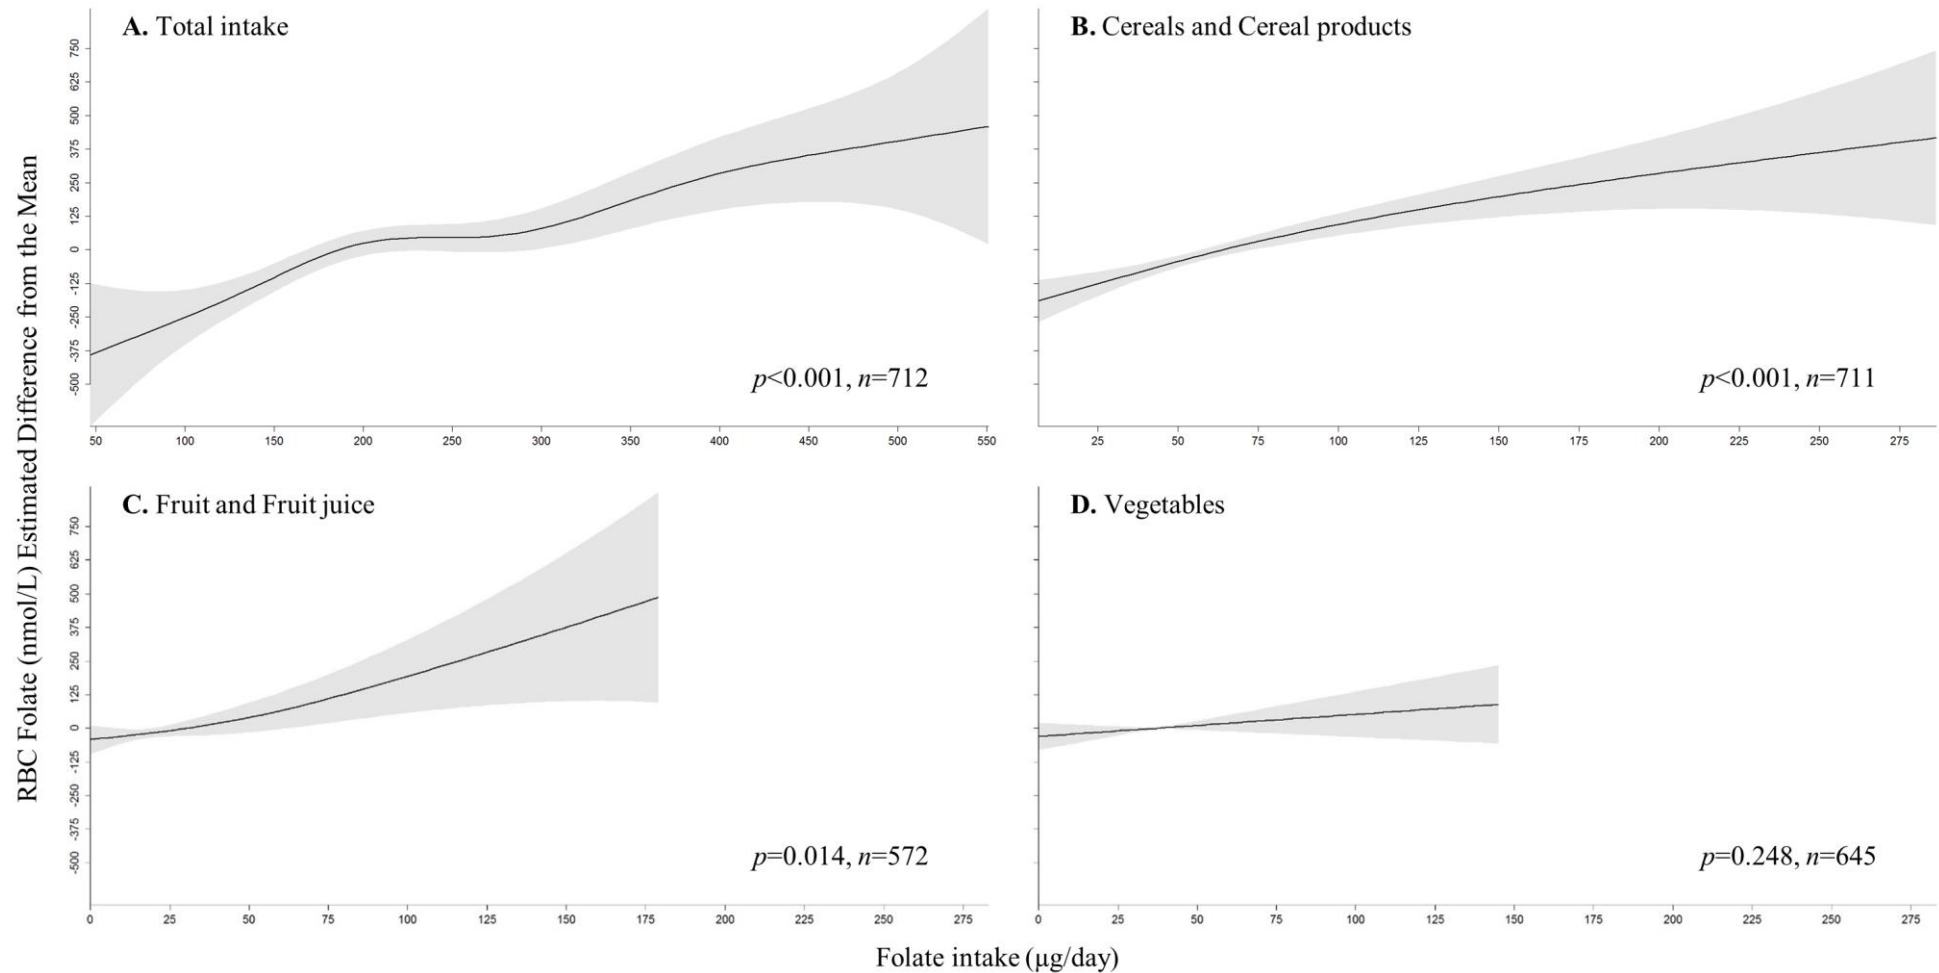 RBC Folate (nmol/L) Estimated Difference from the Mean
A. Total intake
750
625
500
375
250
125
0
-125
-250
-375
-500
p<0.001, n=712
50 100 150 200 250 300 350 400 450 500 550
B. Cereals and Cereal products
p<0.001, n=711
25 50 75 100 125 150 175 200 225 250 275
C. Fruit and Fruit juice
750
625
500
375
250
125
0
-125
-250
-375
-500
p=0.014, n=572
0 25 50 75 100 125 150 175 200 225 250 275
D. Vegetables
p=0.248, n=645
0 25 50 75 100 125 150 175 200 225 250 275
Folate intake (µg/day)